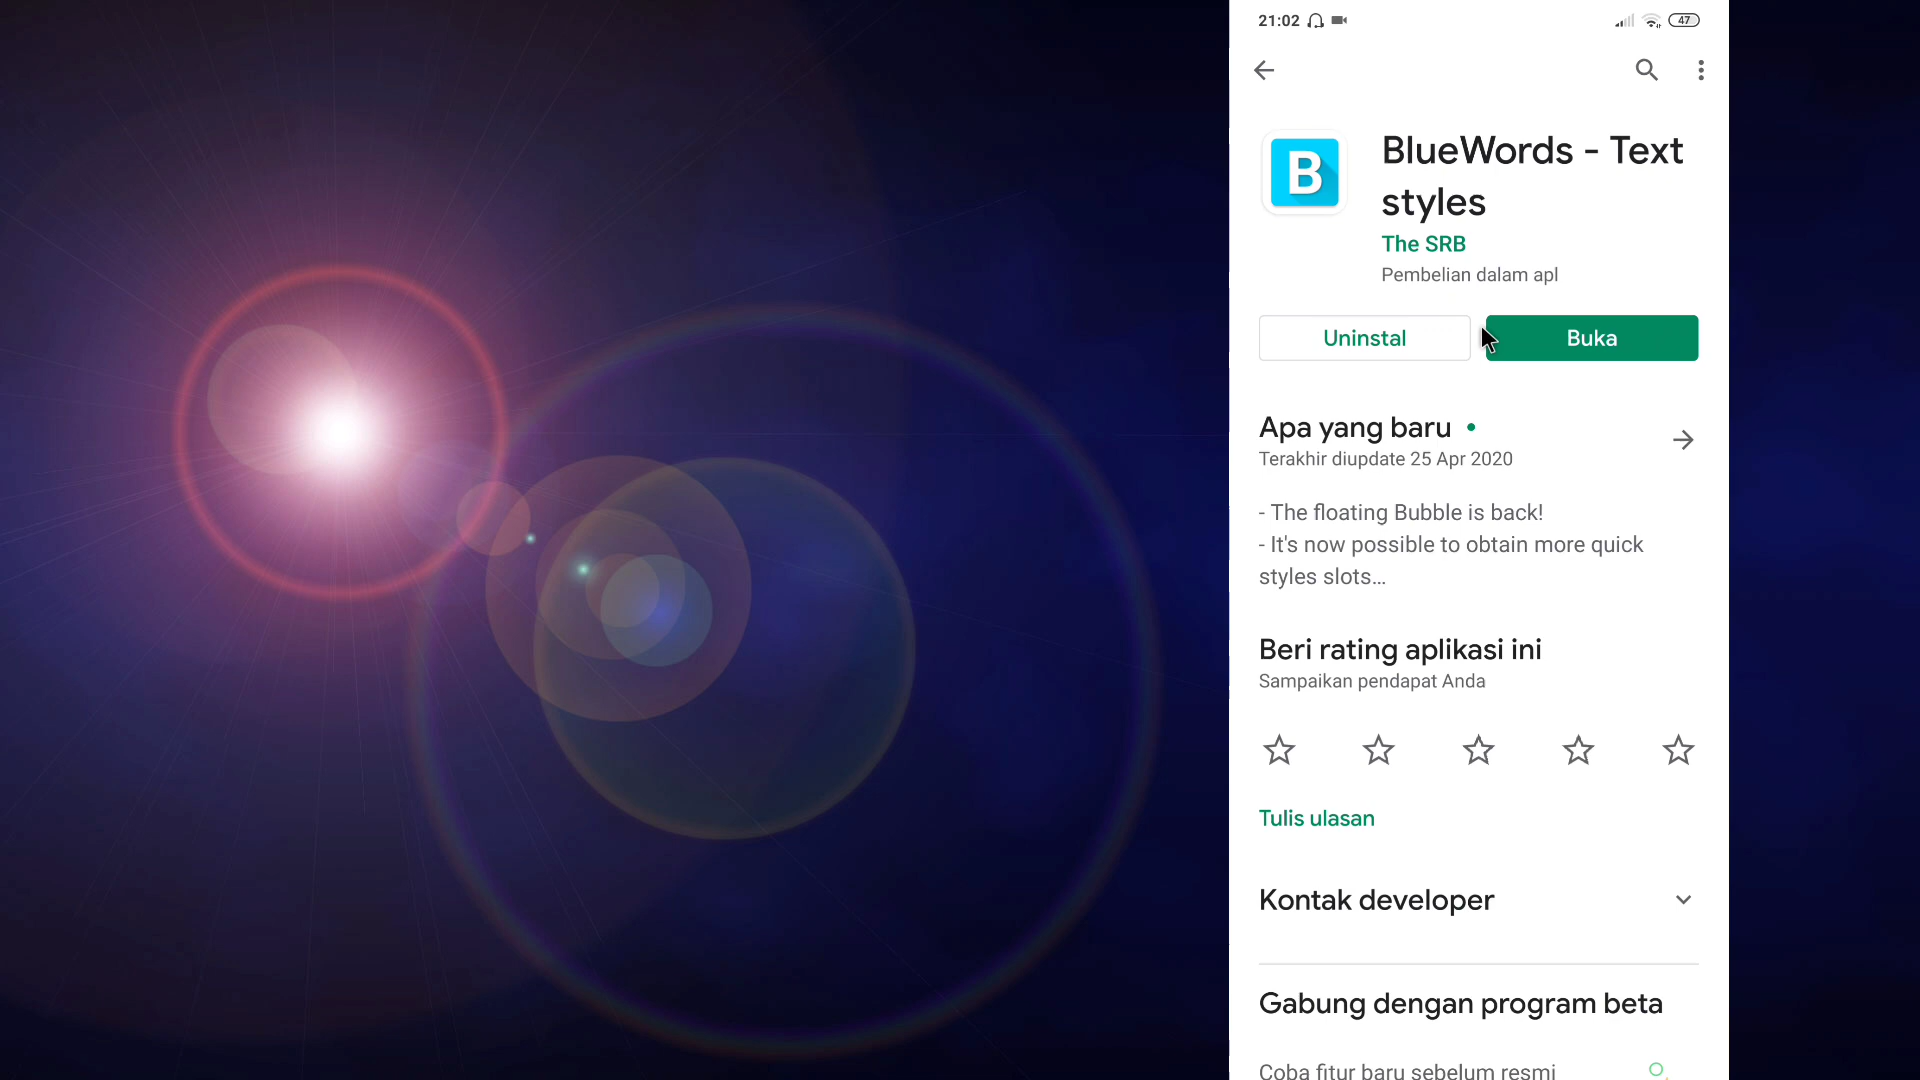 21:02
47
B
BlueWords - Text
styles
The SRB
Pembelian dalam apl
Uninstal
Buka
Apa yang baru
Terakhir diupdate 25 Apr 2020
- The floating Bubble is back!
- It's now possible to obtain more quick
styles slots...
Beri rating aplikasi ini
Sampaikan pendapat Anda
Tulis ulasan
Kontak developer
Gabung dengan program beta
Coba fitur baru sebelum resmi